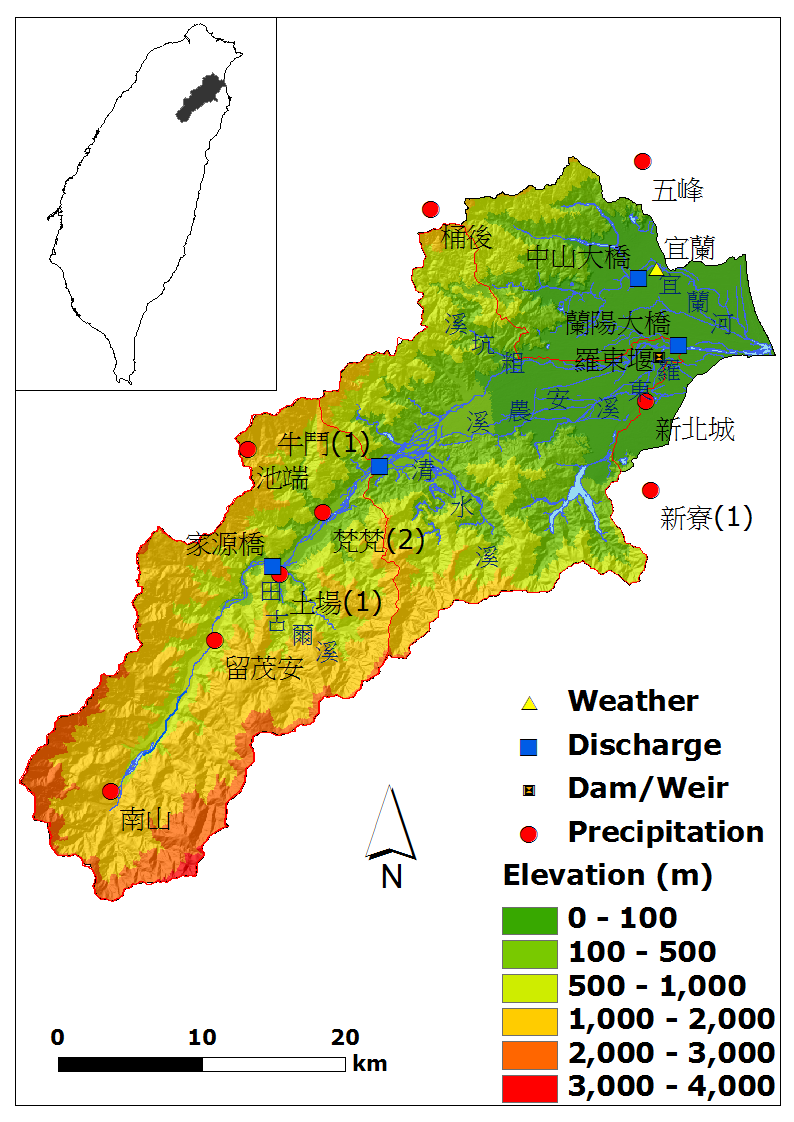 五峰
桶後
宜蘭
中山大橋
宜蘭河
蘭陽大橋
羅東堰
羅東溪
粗坑溪
安農溪
新北城
牛鬥(1)
池端
清水溪
新寮(1)
梵梵(2)
家源橋
土場(1)
田古爾溪
留茂安
南山
Weather
Discharge
Dam/Weir
Precipitation
N
Elevation (m)
0 - 100
100 - 500
500 - 1,000
1,000 - 2,000
2,000 - 3,000
3,000 - 4,000
0 10 20
km